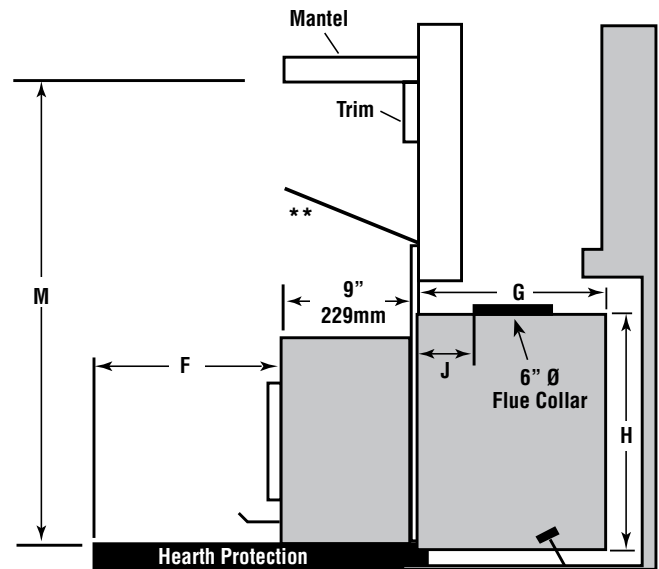 Mantel
Trim
**
M
9”
229mm
G
F
J
6” Ø
Flue Collar
H
Hearth Protection